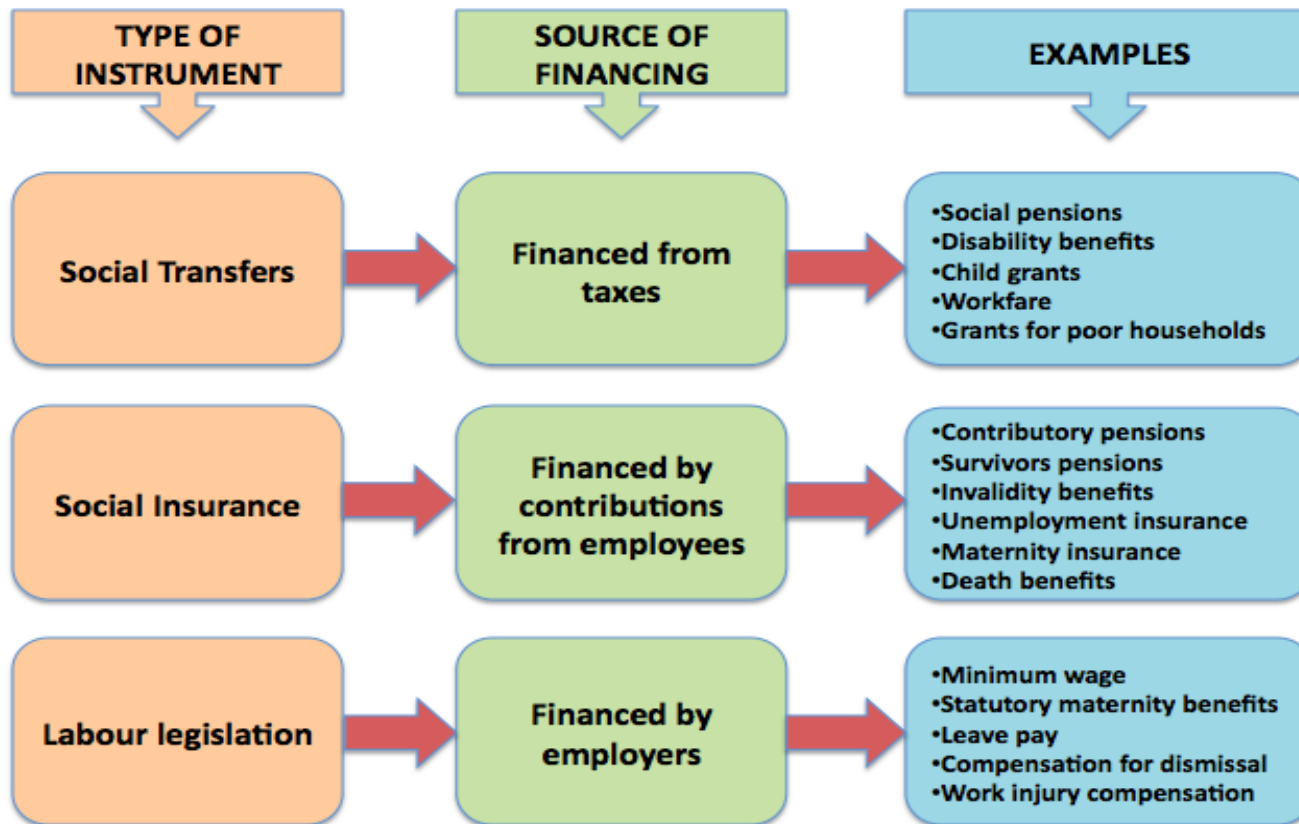 TYPE OF
INSTRUMENT
SOURCE OF
FINANCING
EXAMPLES
Social Transfers
Financed from
taxes
•Social pensions
•Disability benefits
•Child grants
•Workfare
•Grants for poor households
Social Insurance
Financed by
contributions
from employees
•Contributory pensions
•Survivors pensions
•Invalidity benefits
•Unemployment insurance
•Maternity insurance
•Death benefits
Labour legislation
Financed by
employers
•Minimum wage
•Statutory maternity benefits
•Leave pay
•Compensation for dismissal
•Work injury compensation